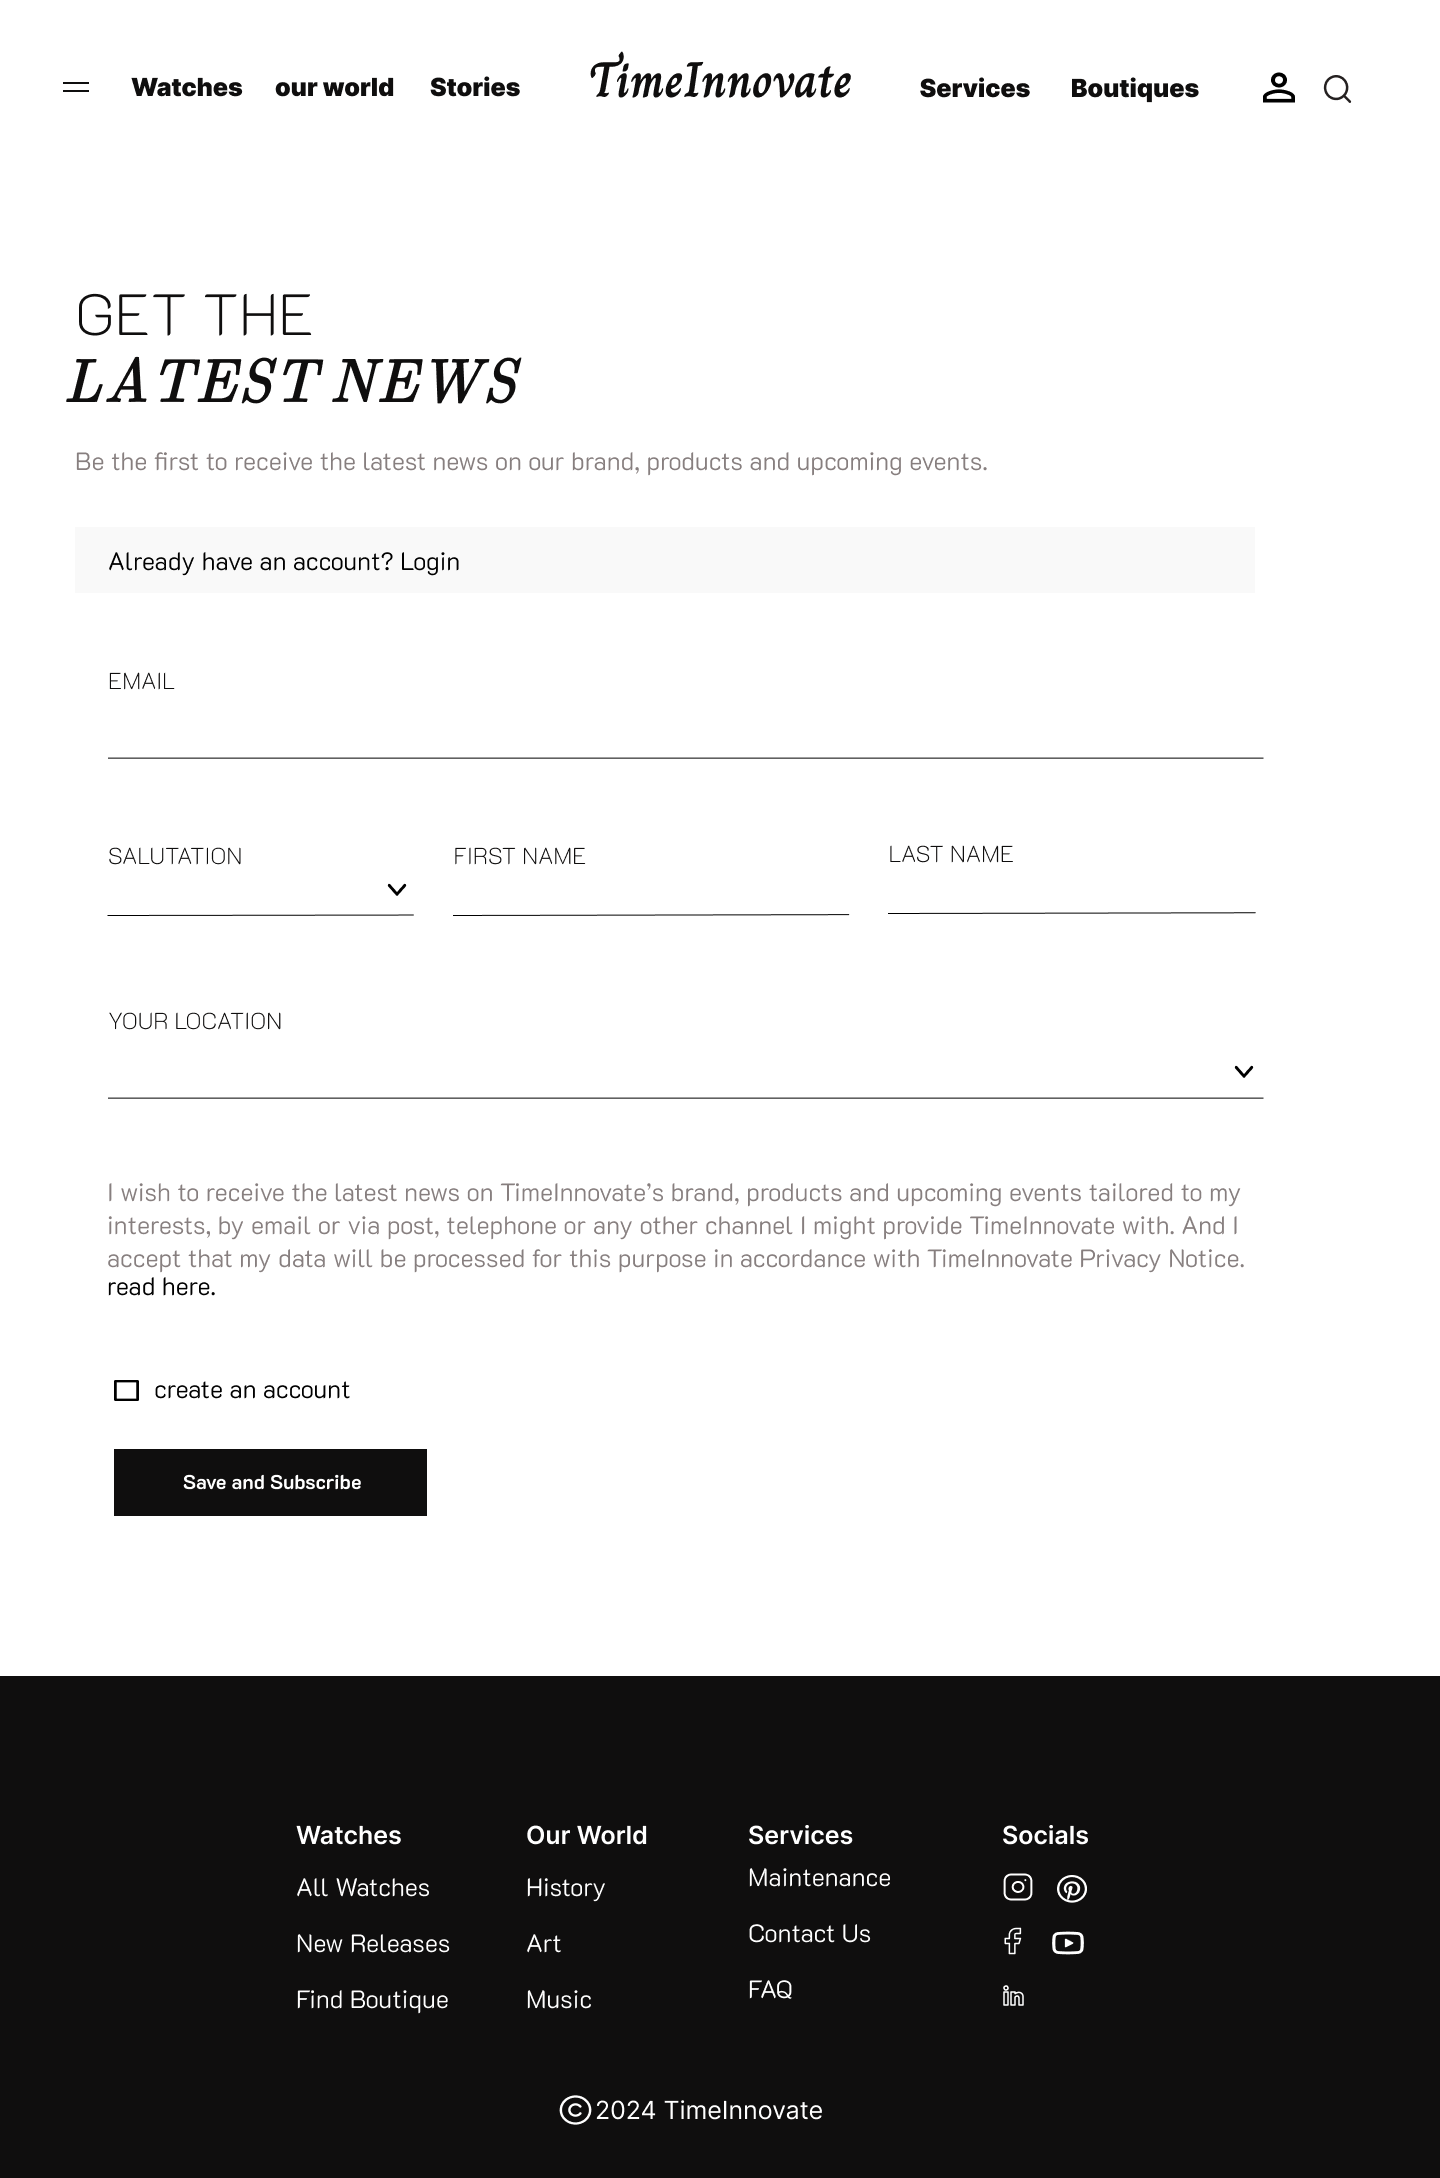 Watches our world Stories TimeInnovate Services Boutiques
GET THE
LATEST NEWS
Be the first to receive the latest news on our brand, products and upcoming events.
Already have an account? Login
EMAIL
SALUTATION FIRST NAME LAST NAME
YOUR LOCATION
I wish to receive the latest news on TimeInnovate’s brand, products and upcoming events tailored to my
interests, by email or via post, telephone or any other channel I might provide TimeInnovate with. And I
accept that my data will be processed for this purpose in accordance with TimeInnovate Privacy Notice.
read here.
create an account
Save and Subscribe
Watches Our World Services Socials
All Watches History Maintenance
New Releases Art Contact Us
Find Boutique Music FAQ
©2024 TimeInnovate